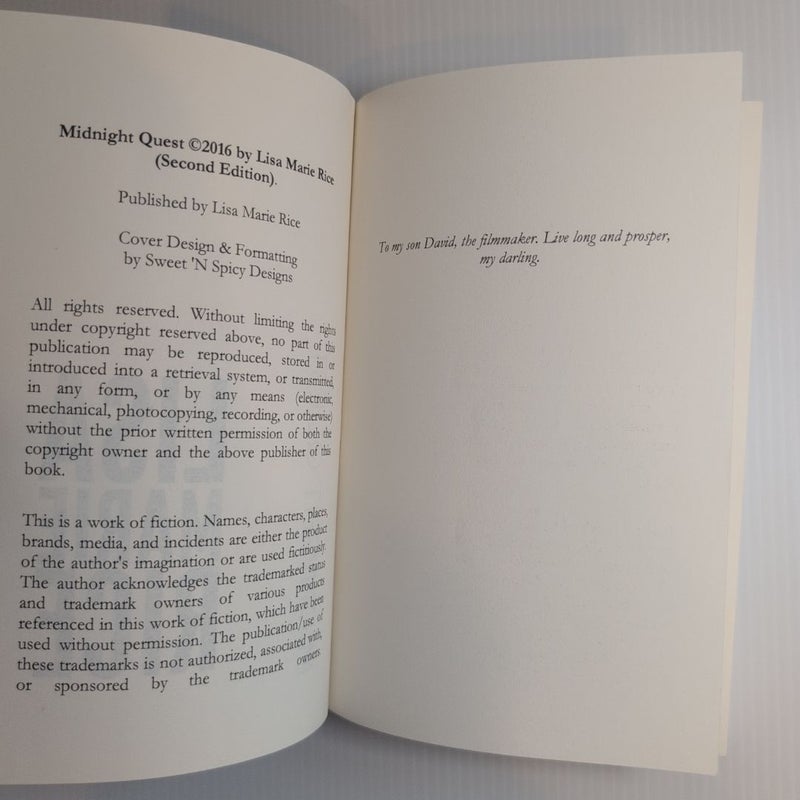 Midnight Quest ©2016 by Lisa Marie Rice
(Second Edition).
Published by Lisa Marie Rice
Cover Design & Formatting
by Sweet 'N Spicy Designs
All rights reserved. Without limiting the rights
under copyright reserved above, no part of this
publication may be reproduced, stored in or
introduced into a retrieval system, or transmitted,
in any form, or by any means (electronic,
mechanical, photocopying, recording, or otherwise)
without the prior written permission of both the
copyright owner and the above publisher of this
book.
This is a work of fiction. Names, characters, places,
brands, media, and incidents are either the product
of the author's imagination or are used fictitiously.
The author acknowledges the trademarked status
and trademark owners of various products
referenced in this work of fiction, which have been
used without permission. The publication/use of
these trademarks is not authorized, associated with,
or sponsored by the trademark owners
To my son David, the filmmaker. Live long and prosper,
my darling.